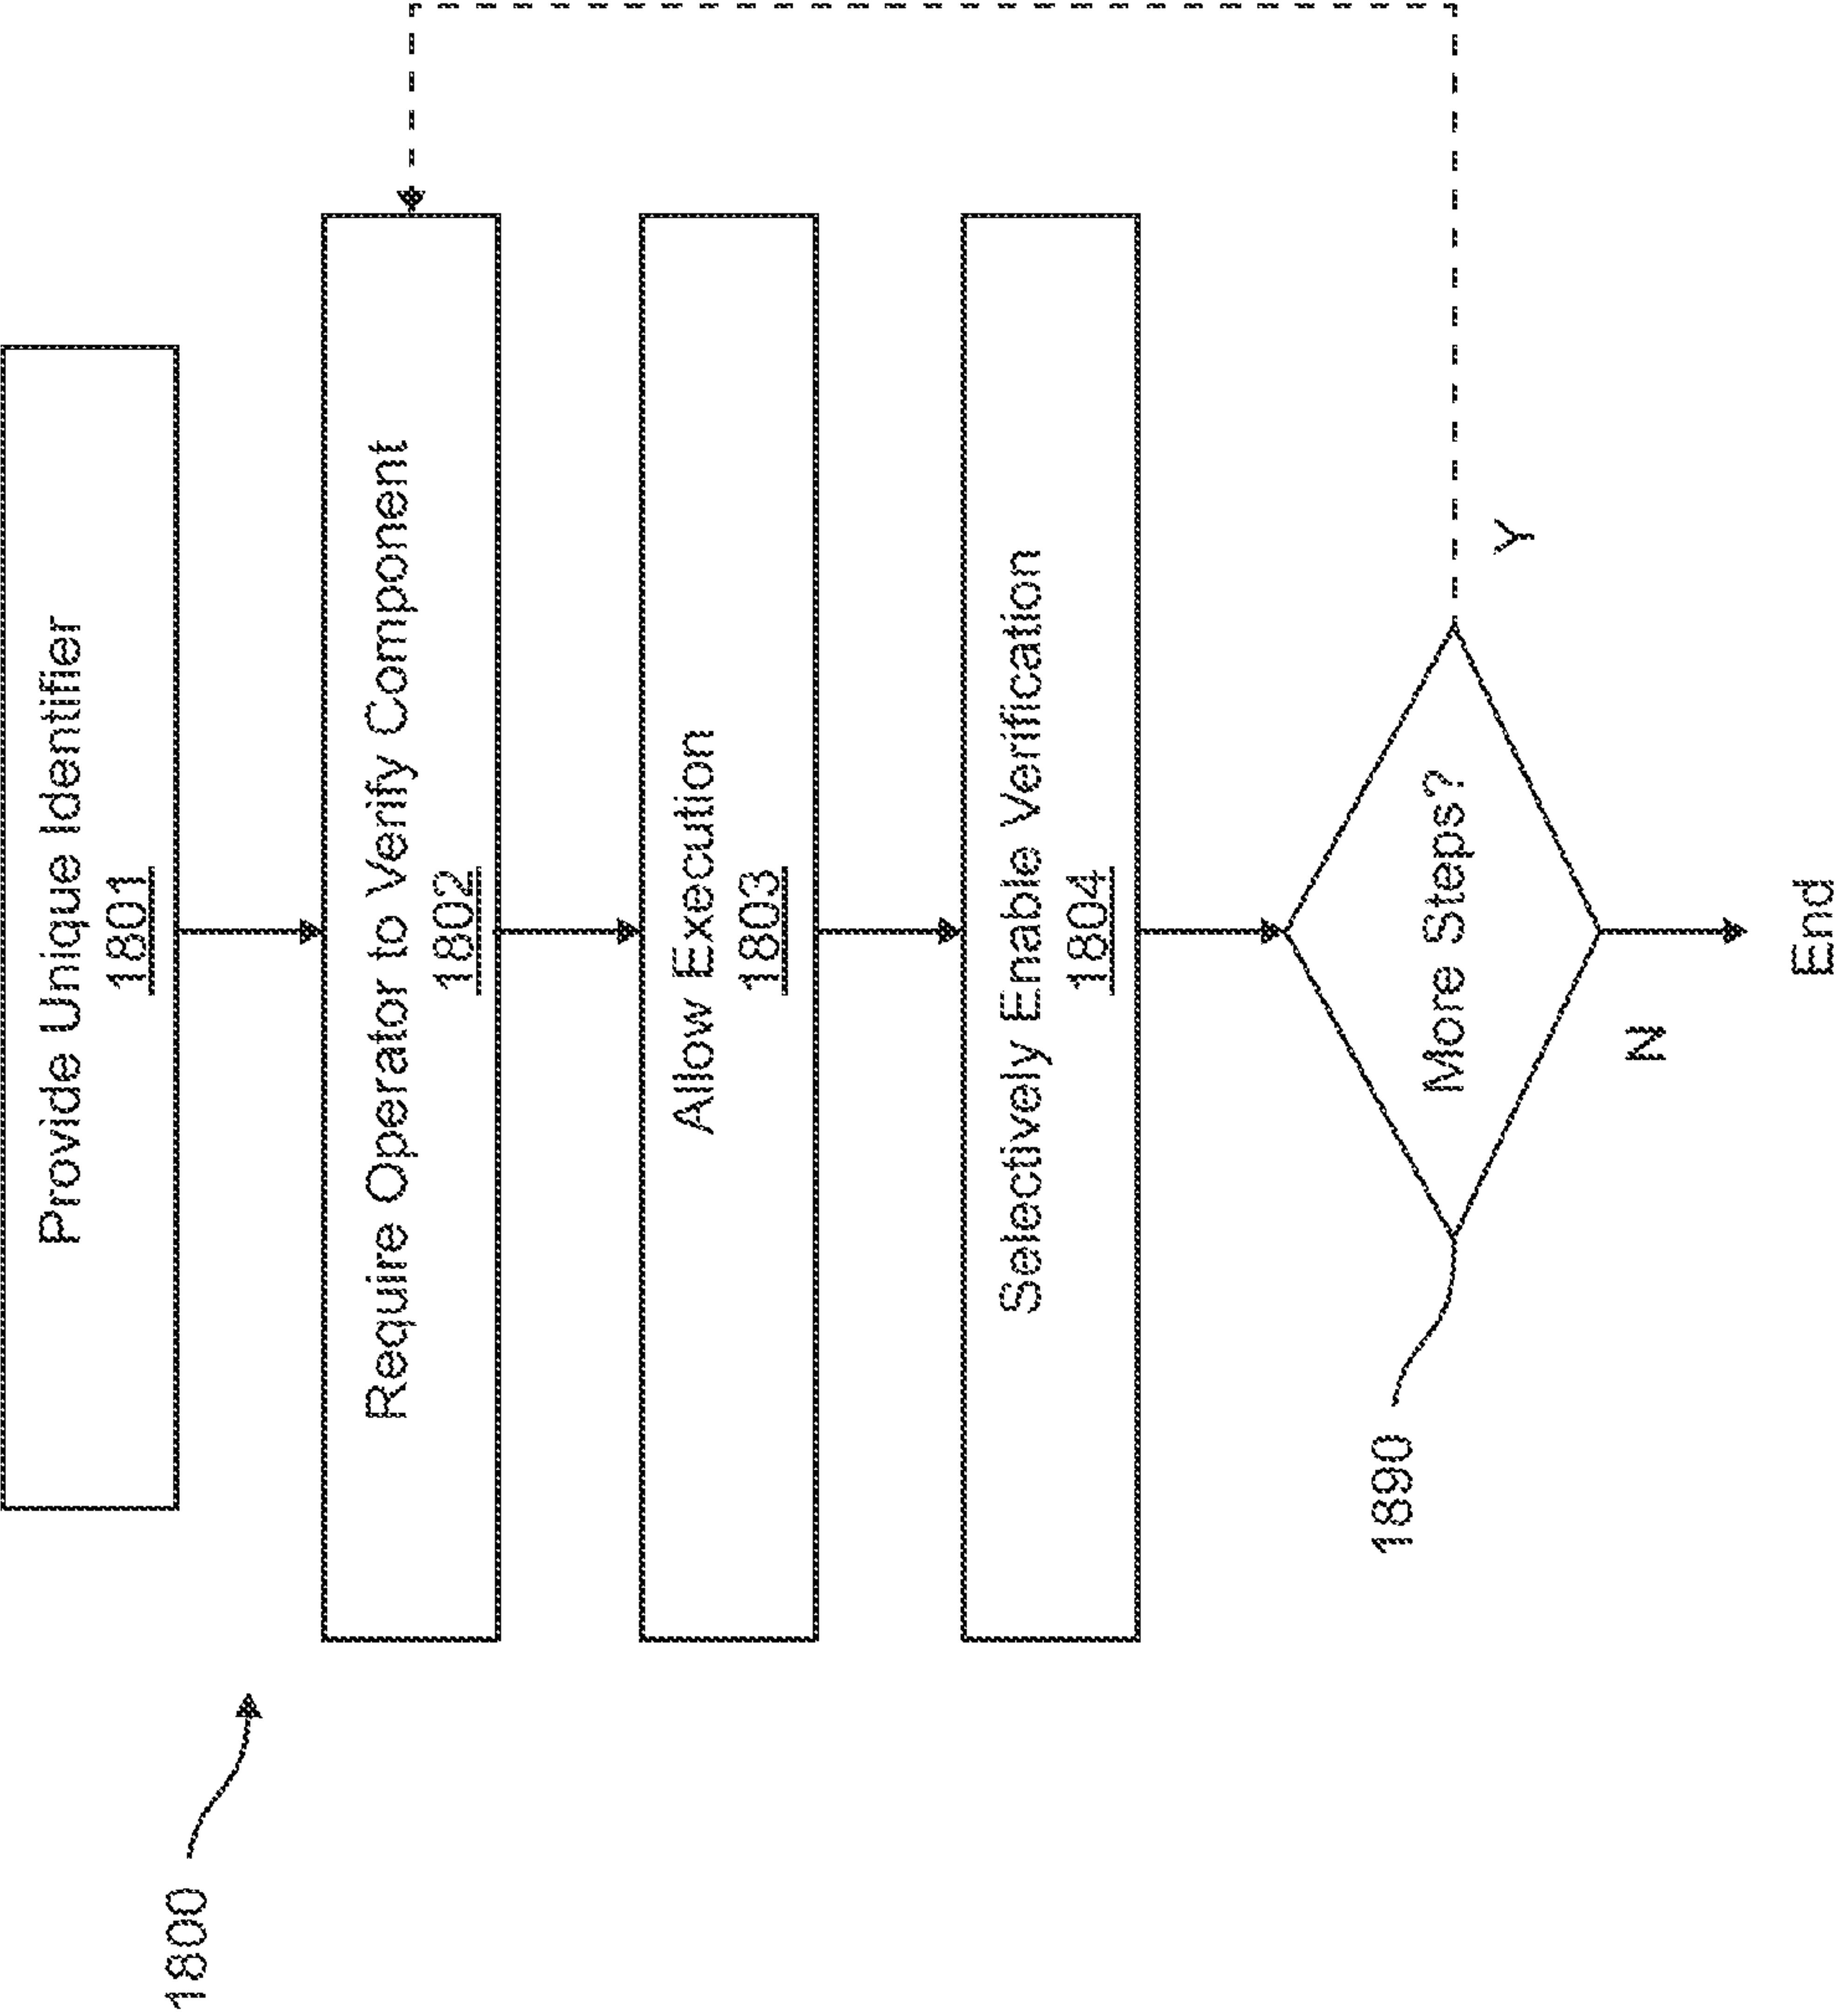 1800
Provide Unique Identifier
1801
Require Operator to Verify Component
1802
Allow Execution
1803
Selectively Enable Verification
1804
1890
More Steps?
Y
N
End